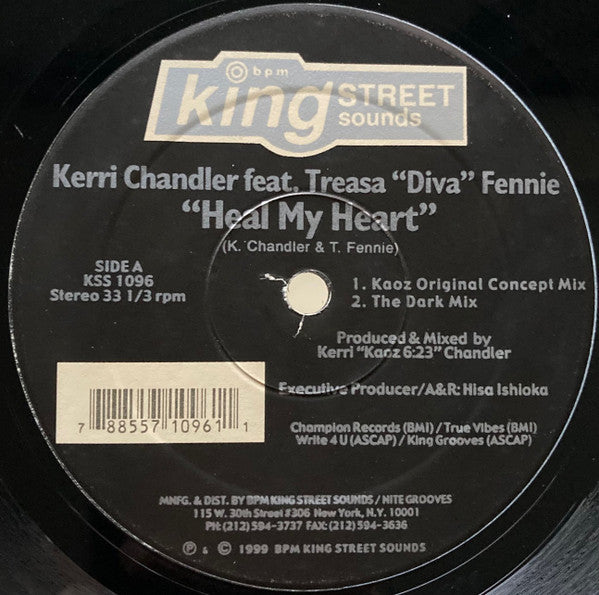 bpm
king STREET
sounds
Kerri Chandler feat. Treasa “Diva” Fennie
“Heal My Heart”
(K. Chandler & T. Fennie)
SIDE A
KSS 1096
Stereo 33 1/3 rpm
1. Kaoz Original Concept Mix
2. The Dark Mix
Produced & Mixed by
Kerri “Kaoz 6:23” Chandler
Executive Producer/A&R: Hisa Ishioka
7 88557 10961 1
Champion Records (BMI) / True Vibes (BMI)
Write 4 U (ASCAP) / King Grooves (ASCAP)
MNFG. & DIST. BY BPM KING STREET SOUNDS / NITE GROOVES
115 W. 30th Street #306 New York, N.Y. 10001
PH: (212) 594-3737 FAX: (212) 594-3636
℗ & © 1999 BPM KING STREET SOUNDS